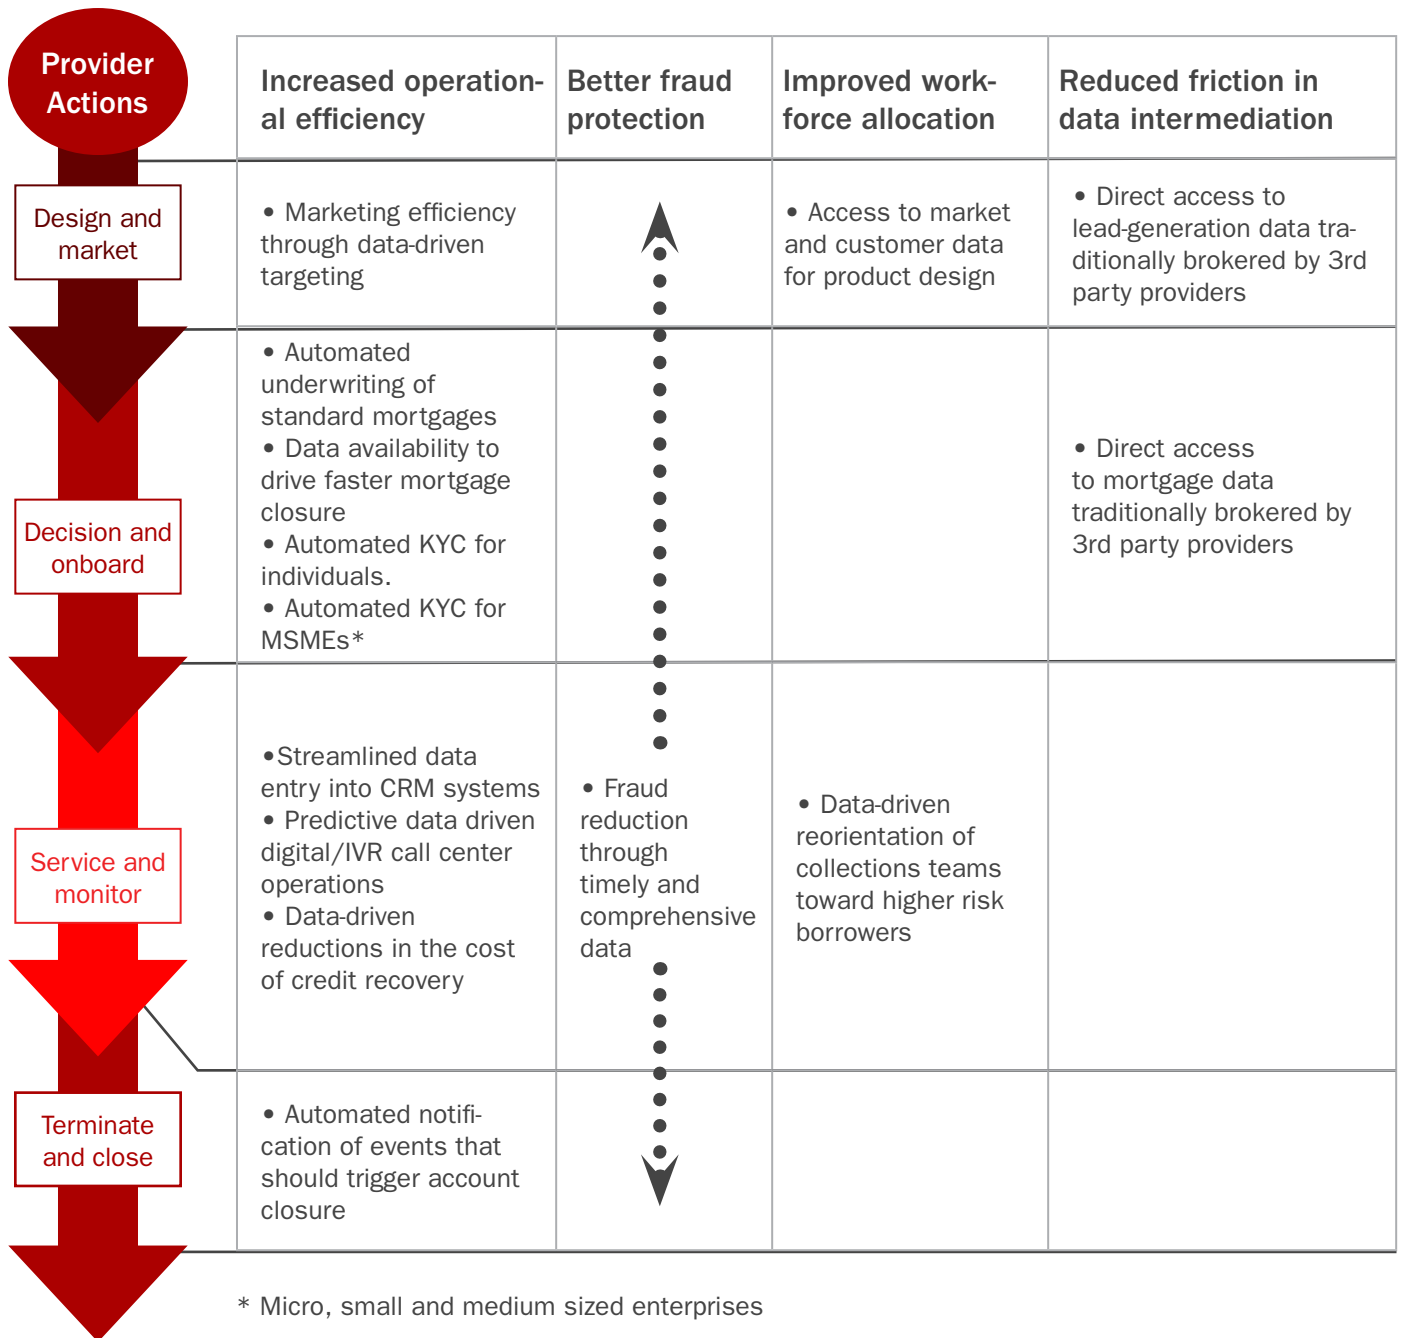 Provider
Actions
Increased operation-
al efficiency
Better fraud
protection
Improved work-
force allocation
Reduced friction in
data intermediation
Design and
market
• Marketing efficiency
through data-driven
targeting
• Access to market
and customer data
for product design
• Direct access to
lead-generation data tra-
ditionally brokered by 3rd
party providers
Decision and
onboard
• Automated
underwriting of
standard mortgages
• Data availability to
drive faster mortgage
closure
• Automated KYC for
individuals.
• Automated KYC for
MSMEs*
• Direct access
to mortgage data
traditionally brokered by
3rd party providers
Service and
monitor
•Streamlined data
entry into CRM systems
• Predictive data driven
digital/IVR call center
operations
• Data-driven
reductions in the cost
of credit recovery
• Fraud
reduction
through
timely and
comprehensive
data
• Data-driven
reorientation of
collections teams
toward higher risk
borrowers
Terminate
and close
• Automated notifi-
cation of events that
should trigger account
closure
* Micro, small and medium sized enterprises